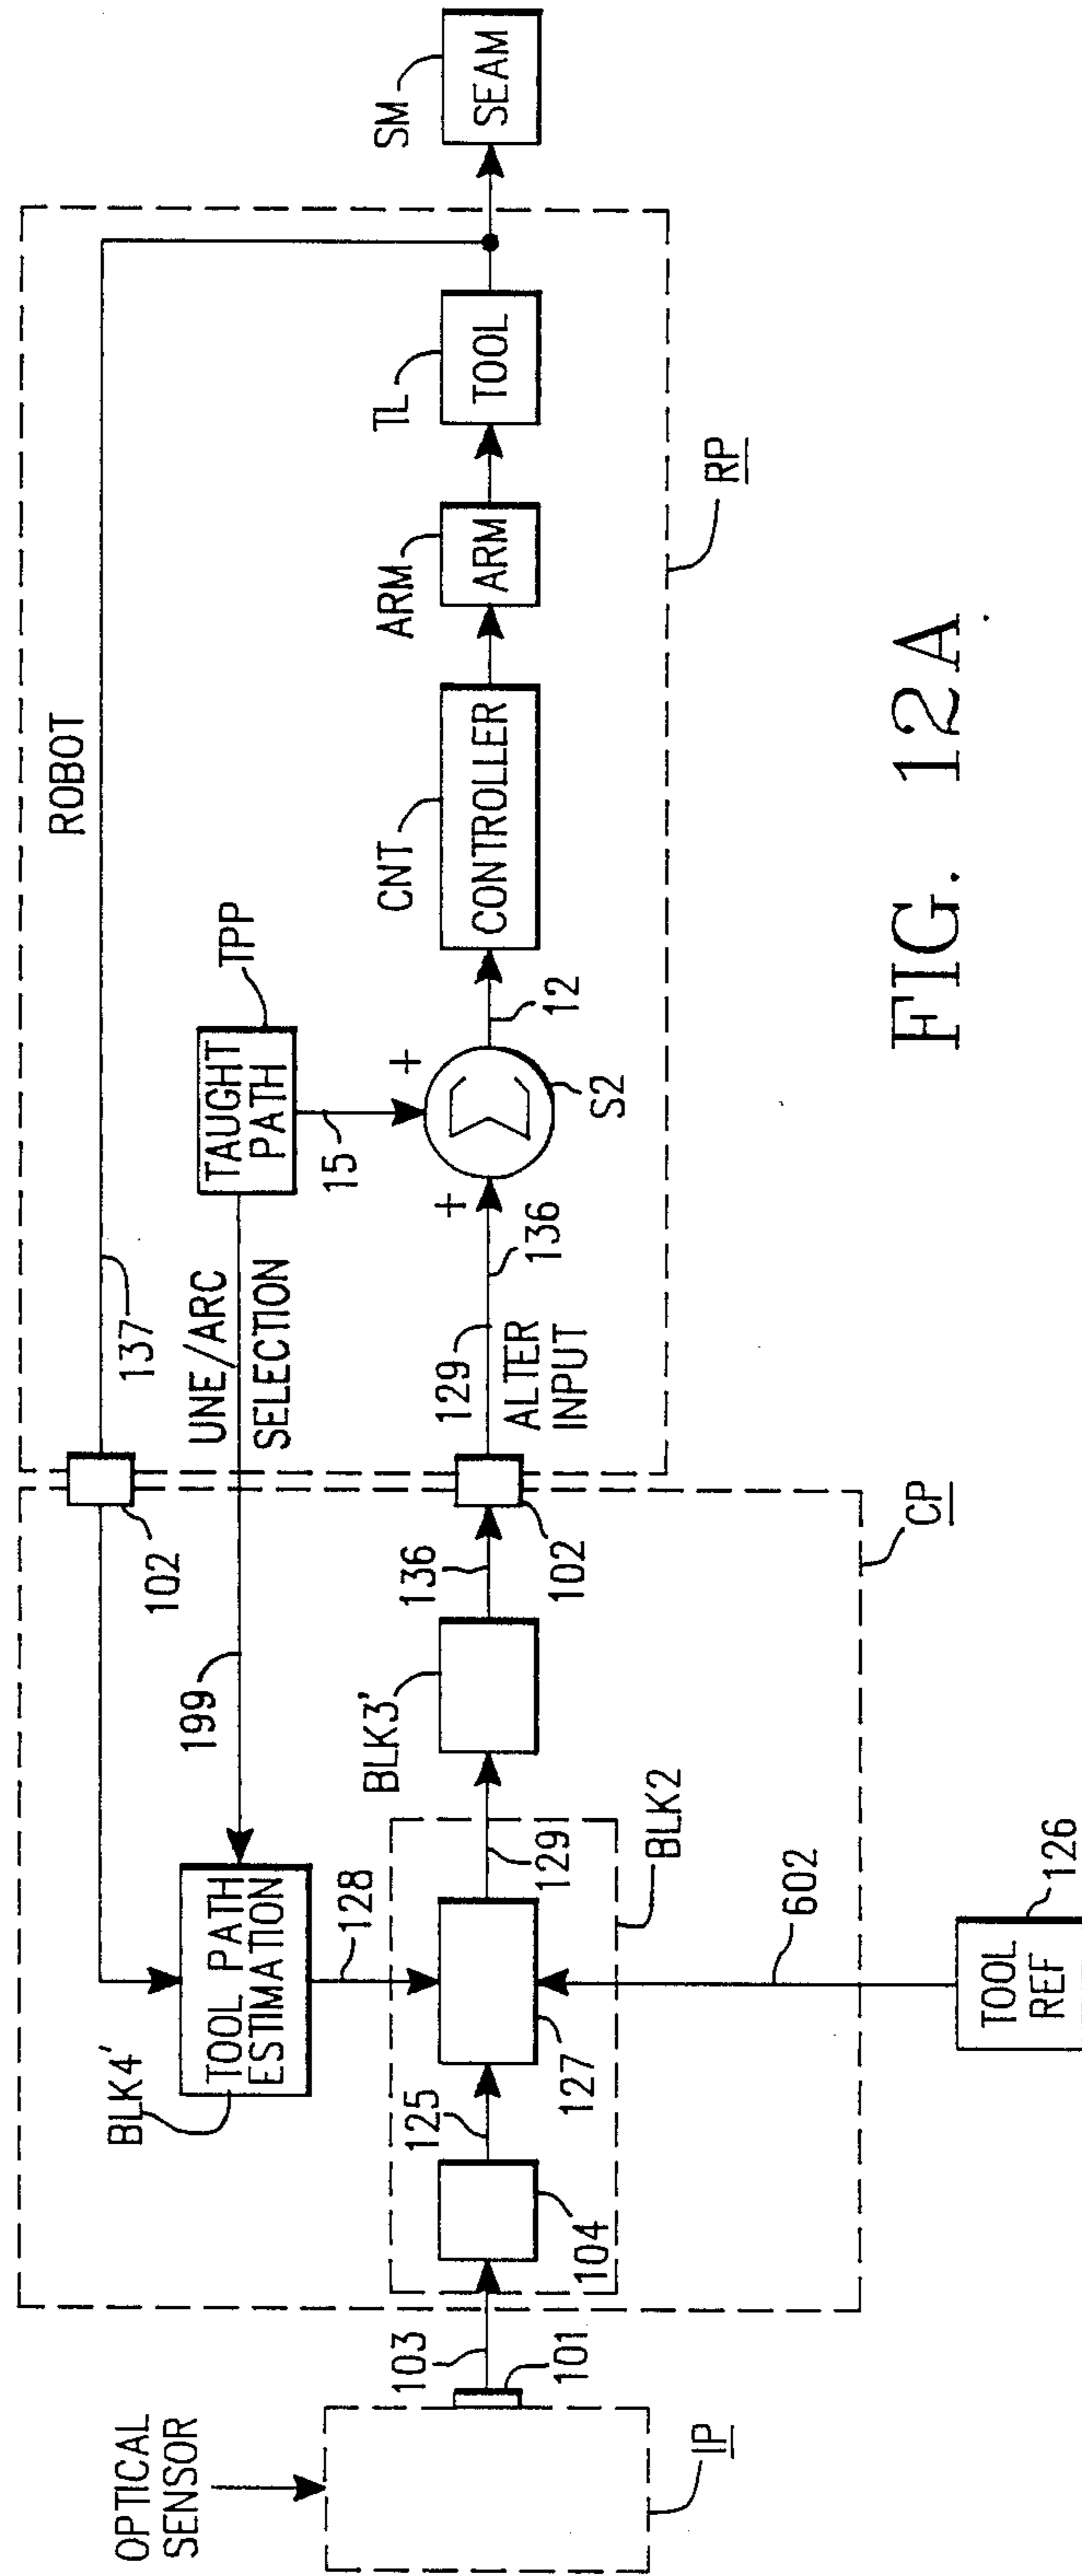 OPTICAL
SENSOR
IP
103
101
BLK4'
TOOL PATH
ESTIMATION
199
102
137
UNE/ARC
SELECTION
ROBOT
TAUGHT
PATH
TPP
15
128
104
125
127
129
BLK2
BLK3'
136
102
129
ALTER
INPUT
136
+
+
Σ
S2
12
CNT
CONTROLLER
ARM
ARM
TL
TOOL
SM
SEAM
RP
CP
602
TOOL
REF
126
FIG. 12A